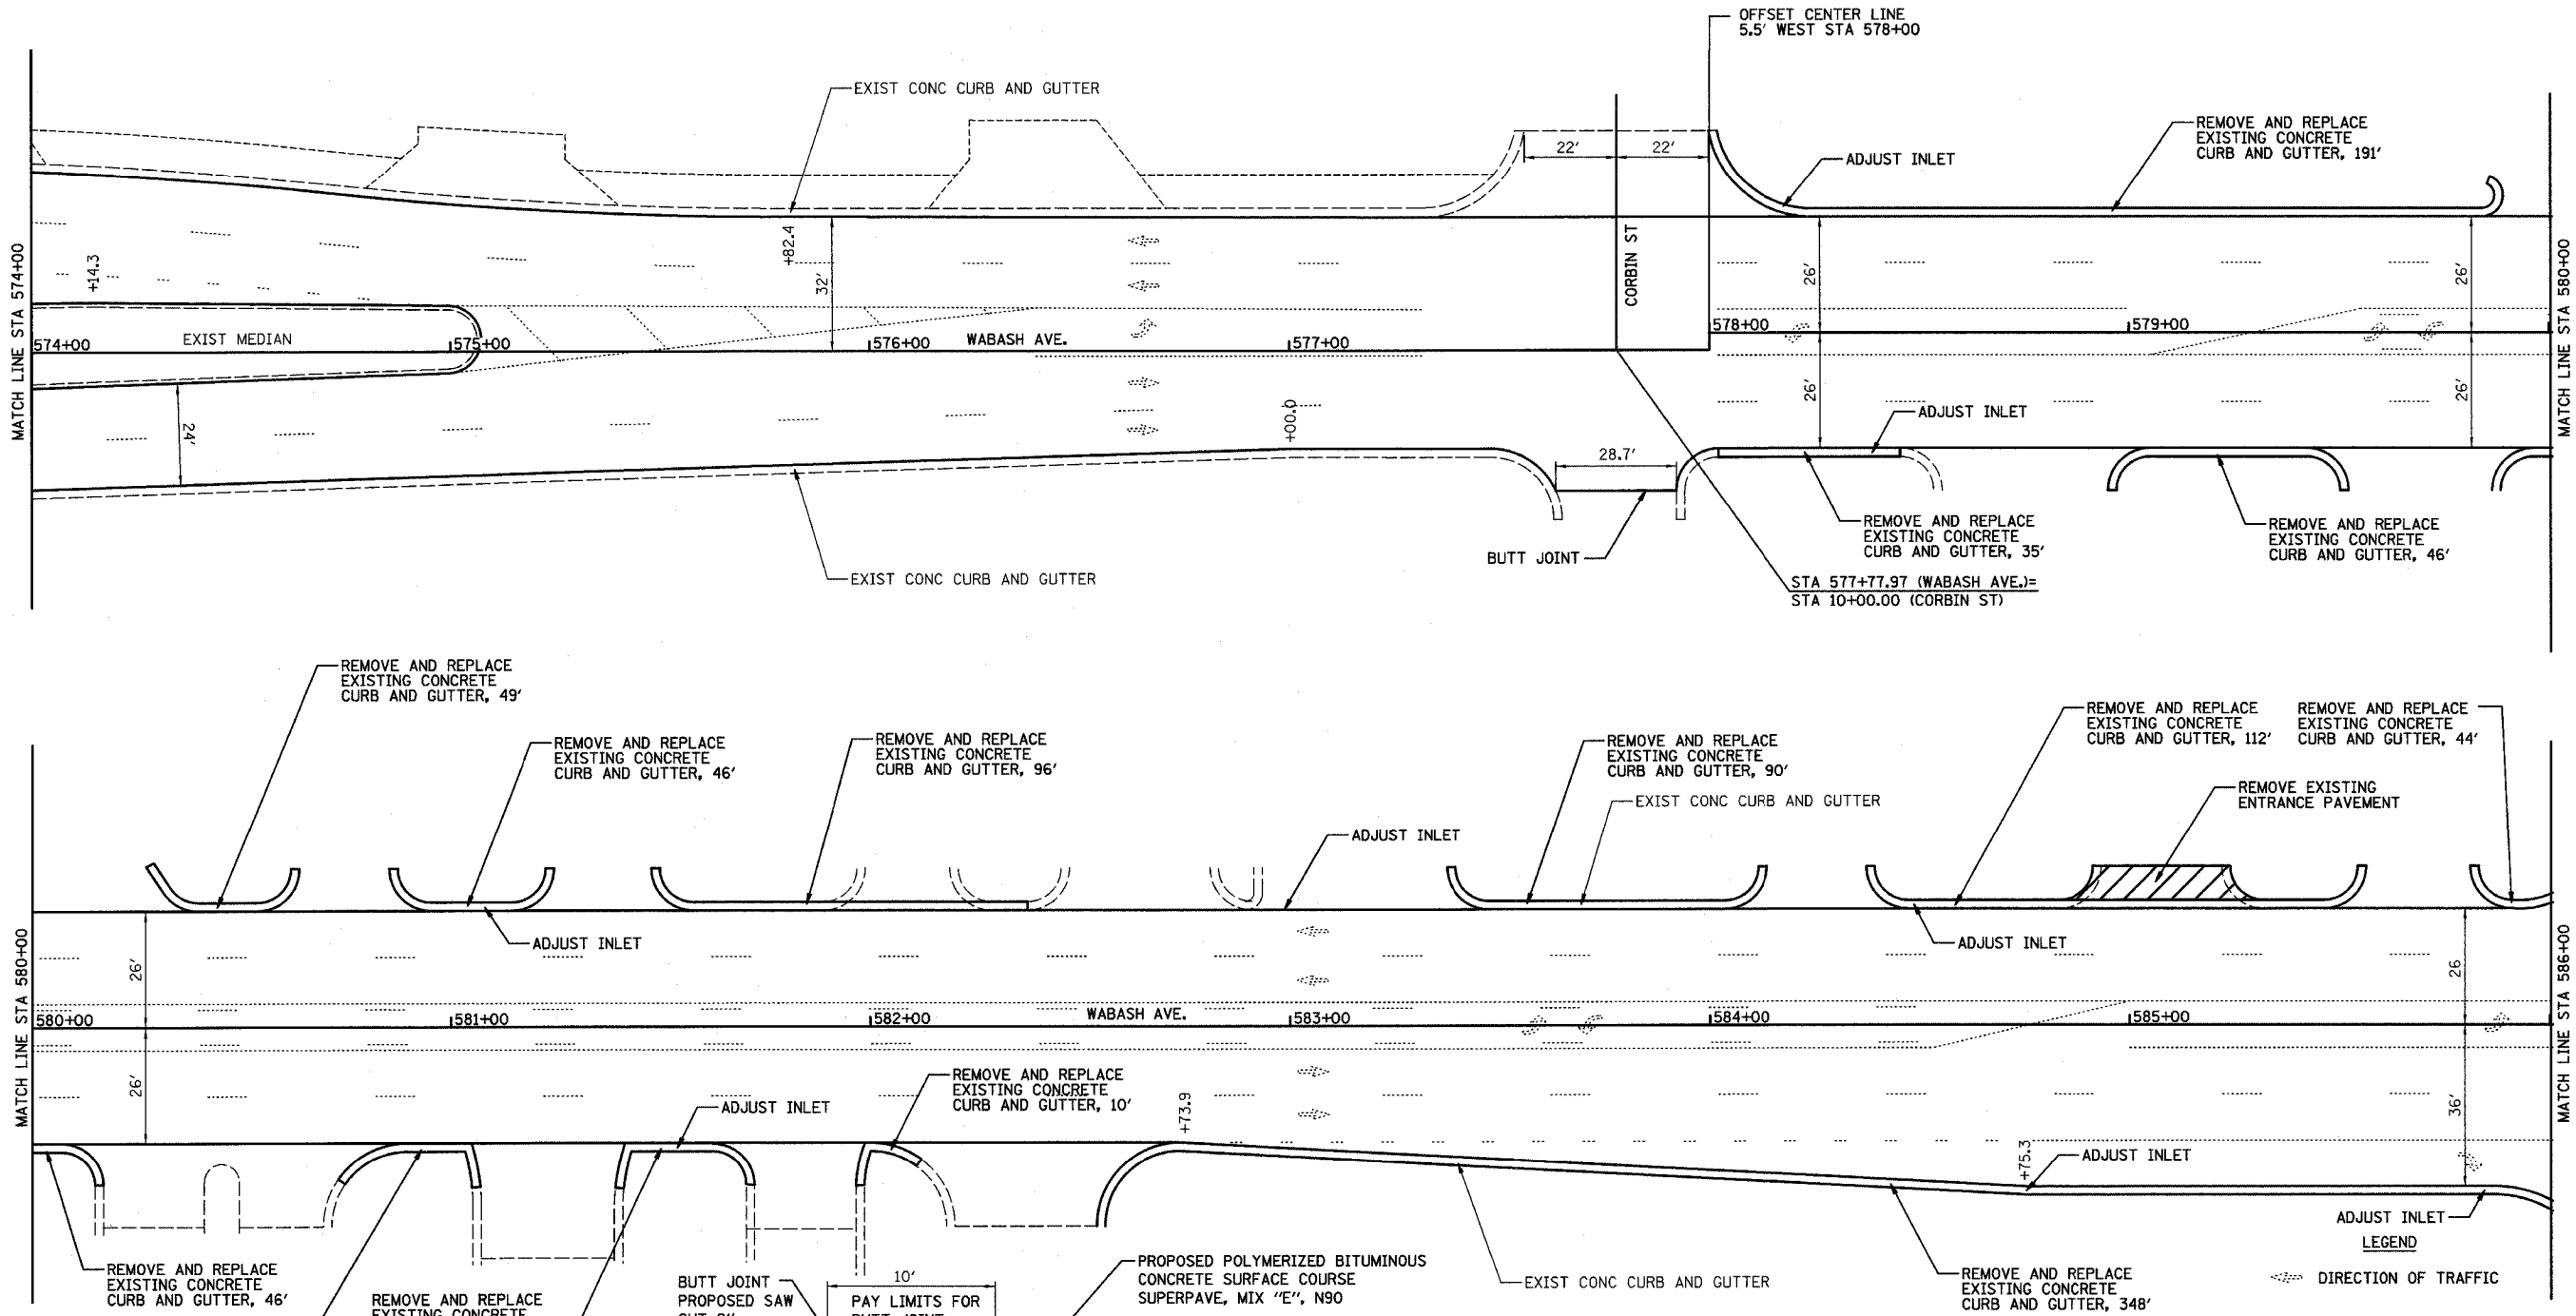 OFFSET CENTER LINE
5.5' WEST STA 578+00
EXIST CONC CURB AND GUTTER
REMOVE AND REPLACE
EXISTING CONCRETE
CURB AND GUTTER, 191'
ADJUST INLET
22'
22'
CORBIN ST
MATCH LINE STA 574+00
+14.3
+82.4
32'
26'
26'
MATCH LINE STA 580+00
574+00
EXIST MEDIAN
575+00
576+00
WABASH AVE.
577+00
578+00
579+00
24'
+00.0
26'
26'
ADJUST INLET
28.7'
BUTT JOINT
REMOVE AND REPLACE
EXISTING CONCRETE
CURB AND GUTTER, 35'
REMOVE AND REPLACE
EXISTING CONCRETE
CURB AND GUTTER, 46'
EXIST CONC CURB AND GUTTER
STA 577+77.97 (WABASH AVE.)=
STA 10+00.00 (CORBIN ST)
REMOVE AND REPLACE
EXISTING CONCRETE
CURB AND GUTTER, 49'
REMOVE AND REPLACE
EXISTING CONCRETE
CURB AND GUTTER, 46'
REMOVE AND REPLACE
EXISTING CONCRETE
CURB AND GUTTER, 96'
REMOVE AND REPLACE
EXISTING CONCRETE
CURB AND GUTTER, 90'
EXIST CONC CURB AND GUTTER
REMOVE AND REPLACE
EXISTING CONCRETE
CURB AND GUTTER, 112'
REMOVE AND REPLACE
EXISTING CONCRETE
CURB AND GUTTER, 44'
REMOVE EXISTING
ENTRANCE PAVEMENT
ADJUST INLET
ADJUST INLET
ADJUST INLET
MATCH LINE STA 580+00
26'
26
MATCH LINE STA 586+00
580+00
581+00
582+00
WABASH AVE.
583+00
584+00
585+00
26'
36'
REMOVE AND REPLACE
EXISTING CONCRETE
CURB AND GUTTER, 10'
ADJUST INLET
+73.9
+75.3
ADJUST INLET
ADJUST INLET
LEGEND
DIRECTION OF TRAFFIC
REMOVE AND REPLACE
EXISTING CONCRETE
CURB AND GUTTER, 46'
REMOVE AND REPLACE
EXISTING CONCRETE
BUTT JOINT
PROPOSED SAW
10'
PAY LIMITS FOR
BUTT JOINT
PROPOSED POLYMERIZED BITUMINOUS
CONCRETE SURFACE COURSE
SUPERPAVE, MIX "E", N90
EXIST CONC CURB AND GUTTER
REMOVE AND REPLACE
EXISTING CONCRETE
CURB AND GUTTER, 348'